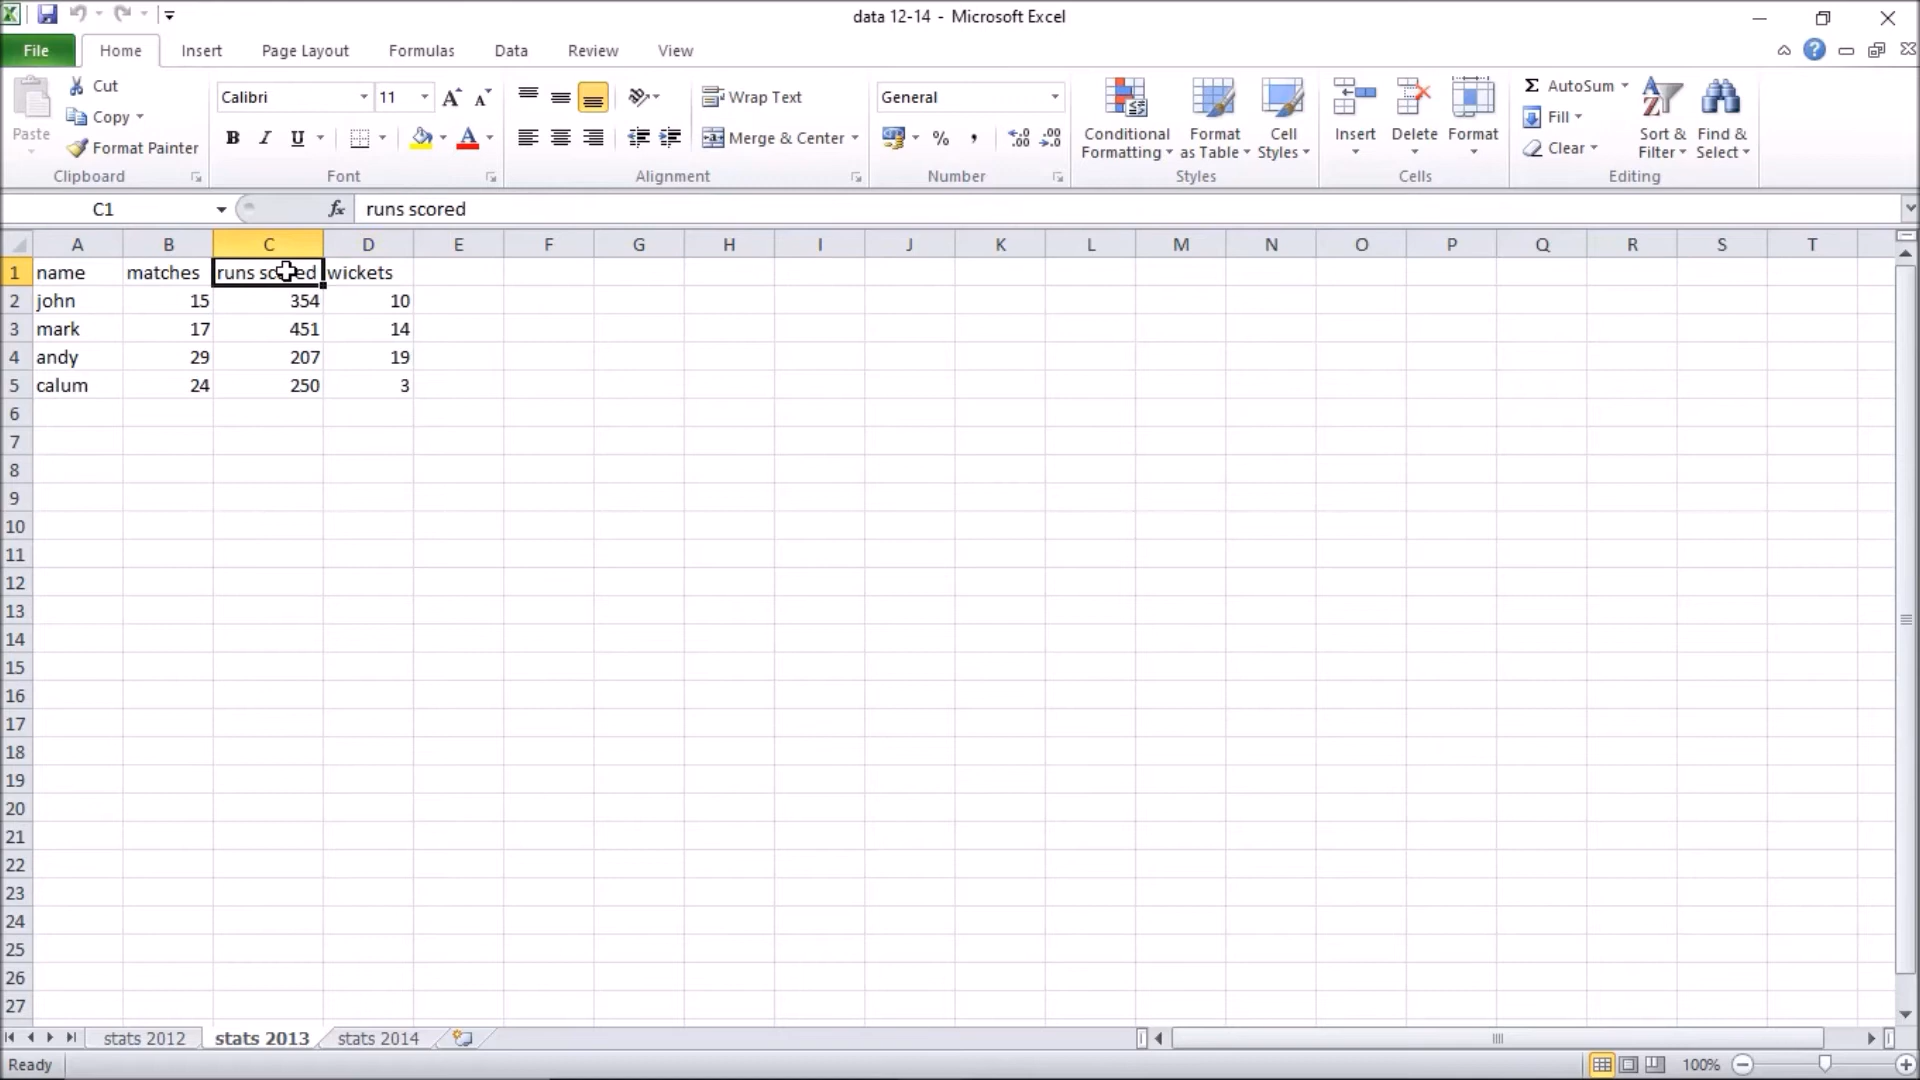 data 12-14 - Microsoft Excel
File Home Insert Page Layout Formulas Data Review View
Paste
Cut
Copy
Format Painter
Clipboard
Calibri 11
B I U
Font
Wrap Text
Merge & Center
Alignment
General
% ,
Number
Conditional Formatting
Format as Table
Cell Styles
Styles
Insert Delete Format
Cells
Σ AutoSum
Fill
Clear
Sort & Filter
Find & Select
Editing
C1 fx runs scored
A B C D E F G H I J K L M N O P Q R S T
1 name matches runs scored wickets
2 john 15 354 10
3 mark 17 451 14
4 andy 29 207 19
5 calum 24 250 3
6
7
8
9
10
11
12
13
14
15
16
17
18
19
20
21
22
23
24
25
26
27
stats 2012 stats 2013 stats 2014
Ready 100%